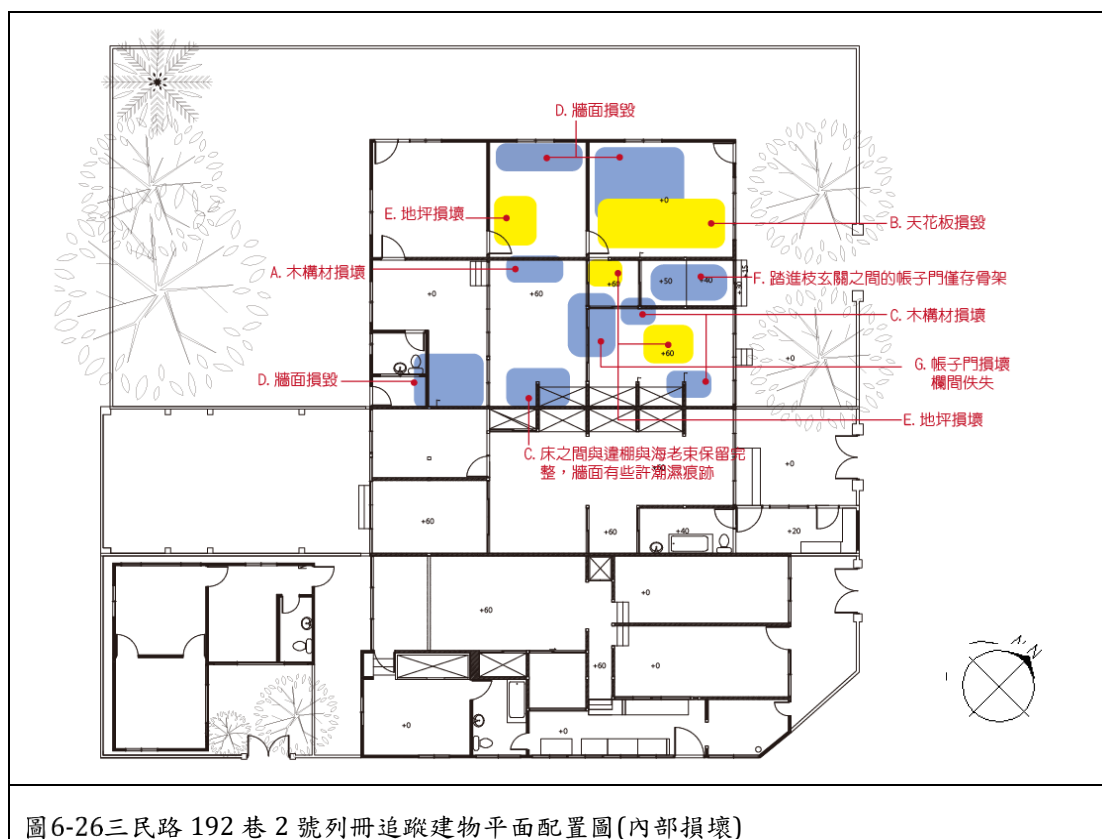 D. 牆面損毀
E. 地坪損壞
+0
B. 天花板損毀
A. 木構材損壞
+0
+60
+60
+50
+40
+30
+15
F. 踏進枝玄關之間的帳子門僅存骨架
C. 木構材損壞
+60
+0
G. 帳子門損壞
欄間佚失
D. 牆面損毀
E. 地坪損壞
C. 床之間與違棚與海老束保留完
整，牆面有些許潮濕痕跡
+0
+60
+60
+40
+20
+0
+60
+0
+60
+0
+0
N
圖6-26三民路 192 巷 2 號列冊追蹤建物平面配置圖(內部損壞)